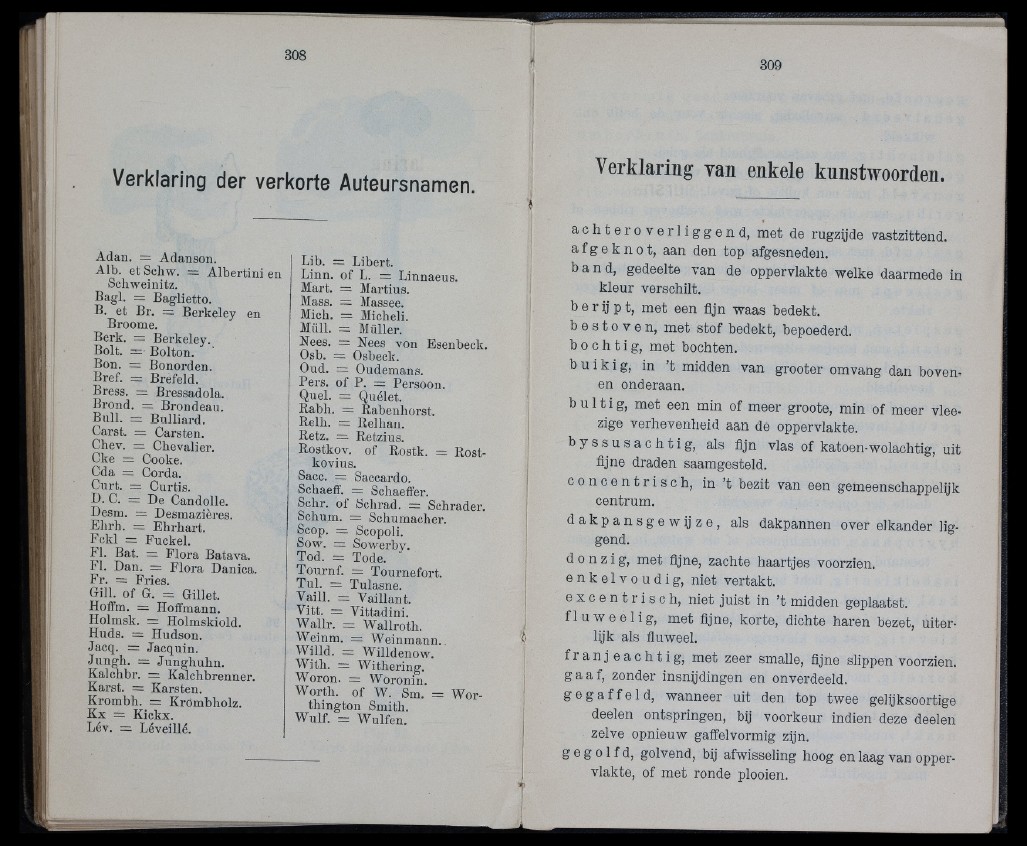 308
Verklaring der verkorte Auteursnamen.
Adan. = Adanson.
Alb. et Schw. = Albertini en
Schweinitz.
Bagl. = Baglietto.
B. et Br. = Berkeley en
Broome.
Berk. = Berkeley.
Bolt. = Bolton.
Bon. = Bonorden.
Bref. = Brefeld.
Bress. = Bressadola.
Brond. = Brondeau.
Bull. = Bulliard.
Carst. = Carsten.
Chev. = Chevalier.
Cke = Cooke.
Cda = Corda.
Curt. = Curtis.
D. C. = De Candolle.
Desm. = Desmazières.
Ehrh. = Ehrhart.
Fckl = Fuckel.
Fl. Bat. = Flora Batava.
Fl. Dan. = Flora Danica.
Fr. = Fries.
Gill. of G. = Gillet.
Hoffm. = Hoffmann.
Holmsk. = Holmskiold.
Huds. = Hudson.
Jacq. = Jacquin.
Jungh. = Junghuhn.
Kalchbr. = Kalchbrenner.
Karst. = Karsten.
Krombh. = Krombholz.
Kx = Kickx.
Lév. = Léveillé.
Lib. = Libert.
Linn. of L. = Linnaeus.
Mart. = Martius.
Mass. = Massee.
Mich. = Micheli.
Müll. = Müller.
Nees. = Nees von Esenbeck.
Osb. = Osbeck.
Oud. = Oudemans.
Pers. of P. = Persoon.
Quel. = Quélet.
Rabh. = Rabenhorst.
Relh. = Relhan.
Retz. = Retzius.
Rostkov. of Rostk. = Rost-
kovius.
Sacc. = Saccardo.
Schaeff. = Schaeffer.
Schr. of Schrad. = Schrader.
Schum. = Schumacher.
Scop. = Scopoli.
Sow. = Sowerby.
Tod. = Tode.
Tournf. = Tournefort.
Tul. = Tulasne.
Vaill. = Vaillant.
Vitt. = Vittadini.
Wallr. = Wallroth.
Weinm. = Weinmann.
Willd. = Willdenow.
With. = Withering.
Woron. = Woronin.
Worth. of W. Sm. = Wor-
thington Smith.
Wulf. = Wulfen.
309
Verklaring van enkele kunstwoorden.
achteroverliggend, met de rugzijde vastzittend.
afgeknot, aan den top afgesneden.
band, gedeelte van de oppervlakte welke daarmede in
kleur verschilt.
berijpt, met een fijn waas bedekt.
bestoven, met stof bedekt, bepoederd.
bochtig, met bochten.
buikig, in 't midden van grooter omvang dan boven-
en onderaan.
bultig, met een min of meer groote, min of meer vlee-
zige verhevenheid aan de oppervlakte.
byssusachtig, als fijn vlas of katoen-wolachtig, uit
fijne draden saamgesteld.
concentrisch, in 't bezit van een gemeenschappelijk
centrum.
dakpansgewijze, als dakpannen over elkander lig-
gend.
donzig, met fijne, zachte haartjes voorzien.
enkelvoudig, niet vertakt.
excentrisch, niet juist in 't midden geplaatst.
fluweelig, met fijne, korte, dichte haren bezet, uiter-
lijk als fluweel.
franjeachtig, met zeer smalle, fijne slippen voorzien.
gaaf, zonder insnijdingen en onverdeeld.
gegaffeld, wanneer uit den top twee gelijksoortige
deelen ontspringen, bij voorkeur indien deze deelen
zelve opnieuw gaffelvormig zijn.
gegolfd, golvend, bij afwisseling hoog en laag van opper-
vlakte, of met ronde plooien.